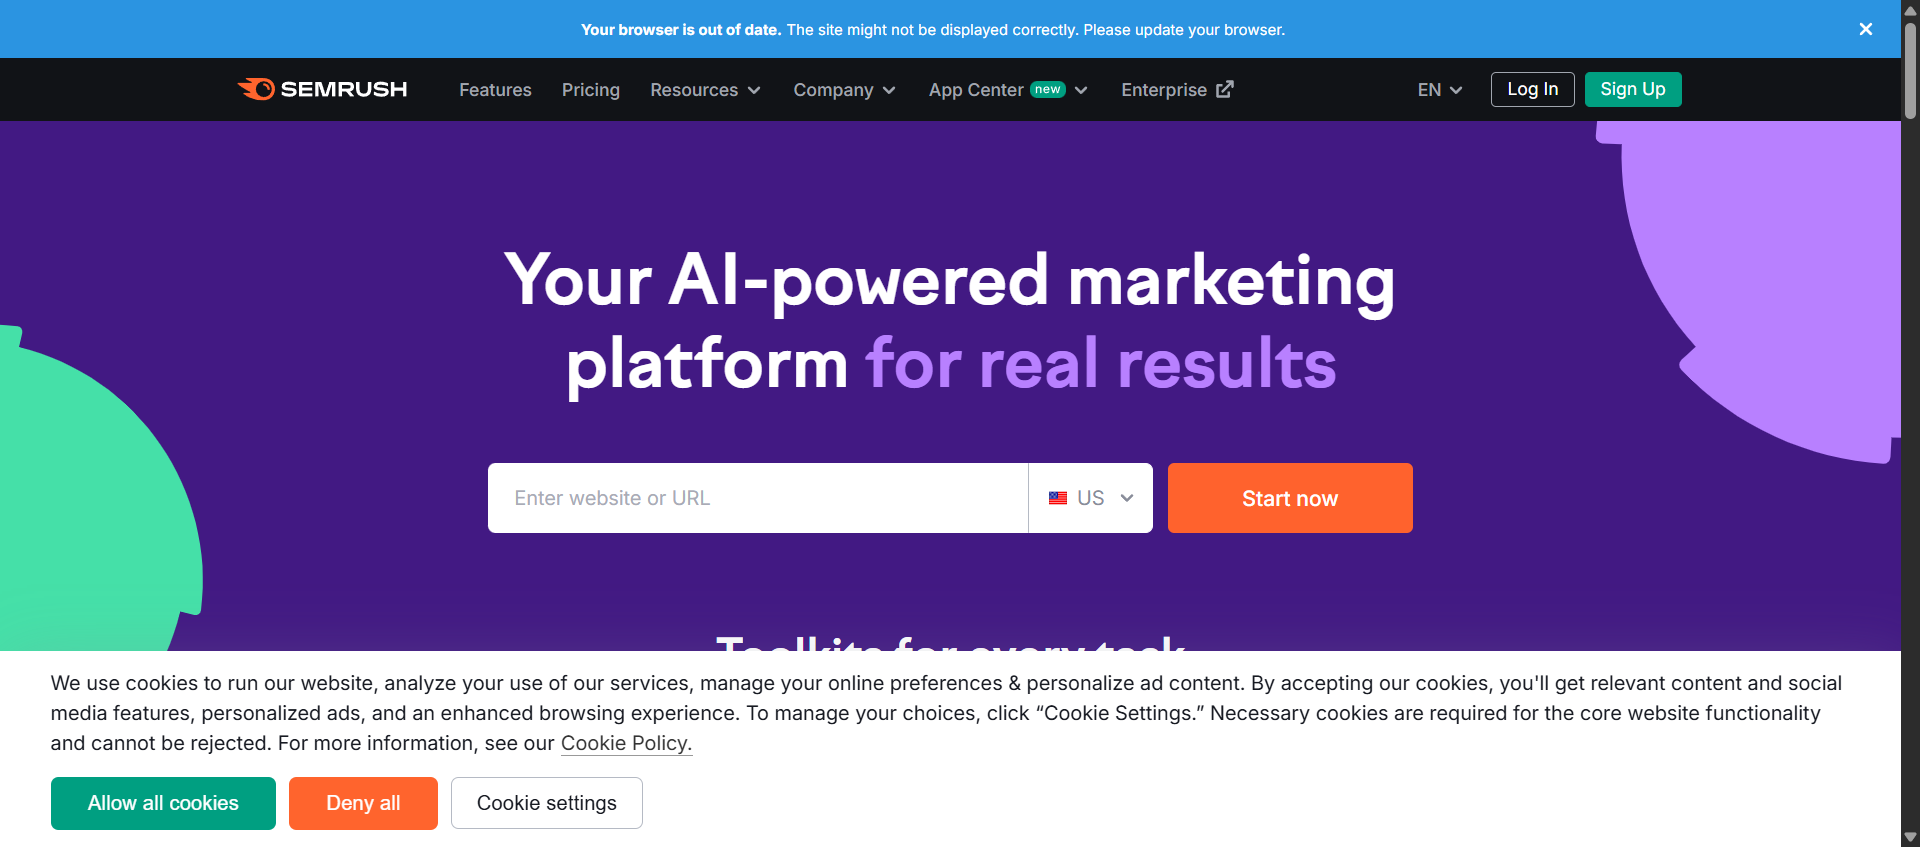 Your browser is out of date. The site might not be displayed correctly. Please update your browser.
SEMRUSH
Features
Pricing
Resources
Company
App Center new
Enterprise
EN
Log In
Sign Up
Your AI-powered marketing
platform for real results
Enter website or URL
US
Start now
Toolkits for every task
We use cookies to run our website, analyze your use of our services, manage your online preferences & personalize ad content. By accepting our cookies, you'll get relevant content and social
media features, personalized ads, and an enhanced browsing experience. To manage your choices, click “Cookie Settings.” Necessary cookies are required for the core website functionality
and cannot be rejected. For more information, see our Cookie Policy.
Allow all cookies
Deny all
Cookie settings